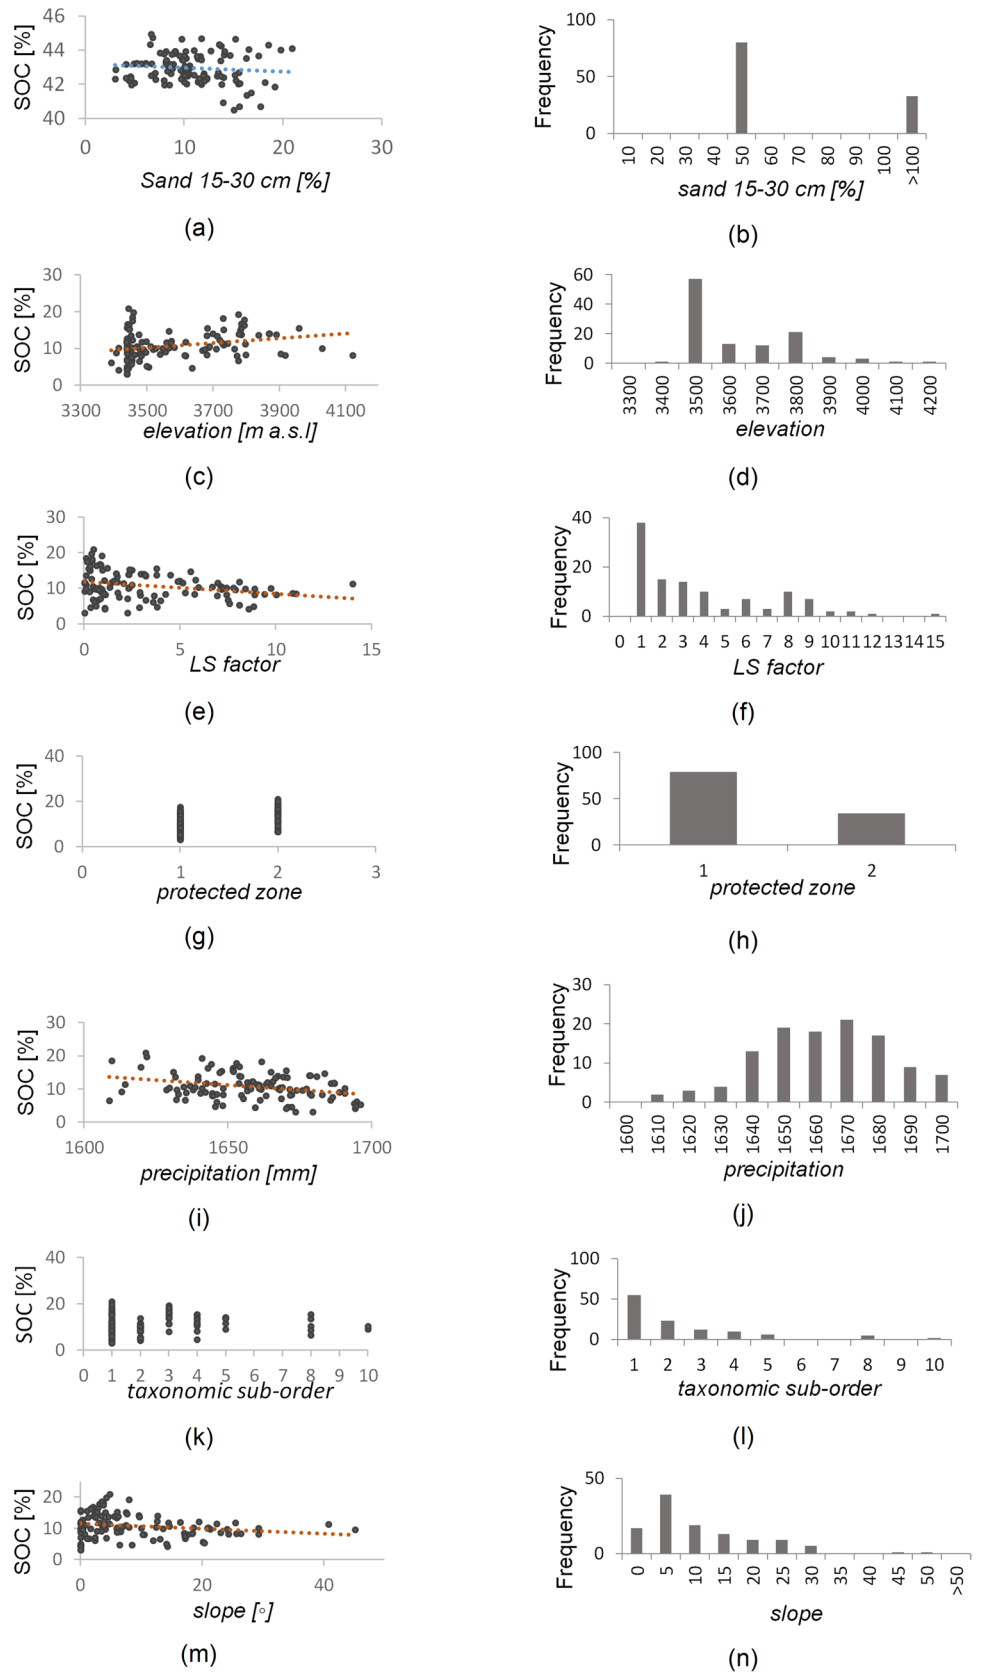 46
44
42
40
SOC [%]
0 10 20 30
Sand 15-30 cm [%]
(a)
100
50
0
Frequency
10 20 30 40 50 60 70 80 90 100 >100
sand 15-30 cm [%]
(b)
30
20
10
0
SOC [%]
3300 3500 3700 3900 4100
elevation [m a.s.l]
(c)
60
40
20
0
Frequency
3300 3400 3500 3600 3700 3800 3900 4000 4100 4200
elevation
(d)
30
20
10
0
SOC [%]
0 5 10 15
LS factor
(e)
40
20
0
Frequency
0 1 2 3 4 5 6 7 8 9 10 11 12 13 14 15
LS factor
(f)
40
20
0
SOC [%]
0 1 2 3
protected zone
(g)
100
50
0
Frequency
1 2
protected zone
(h)
30
20
10
0
SOC [%]
1600 1650 1700
precipitation [mm]
(i)
30
20
10
0
Frequency
1600 1610 1620 1630 1640 1650 1660 1670 1680 1690 1700
precipitation
(j)
40
20
0
SOC [%]
0 1 2 3 4 5 6 7 8 9 10
taxonomic sub-order
(k)
100
50
0
Frequency
1 2 3 4 5 6 7 8 9 10
taxonomic sub-order
(l)
20
10
0
SOC [%]
0 20 40
slope [◦]
(m)
50
0
Frequency
0 5 10 15 20 25 30 35 40 45 50 >50
slope
(n)